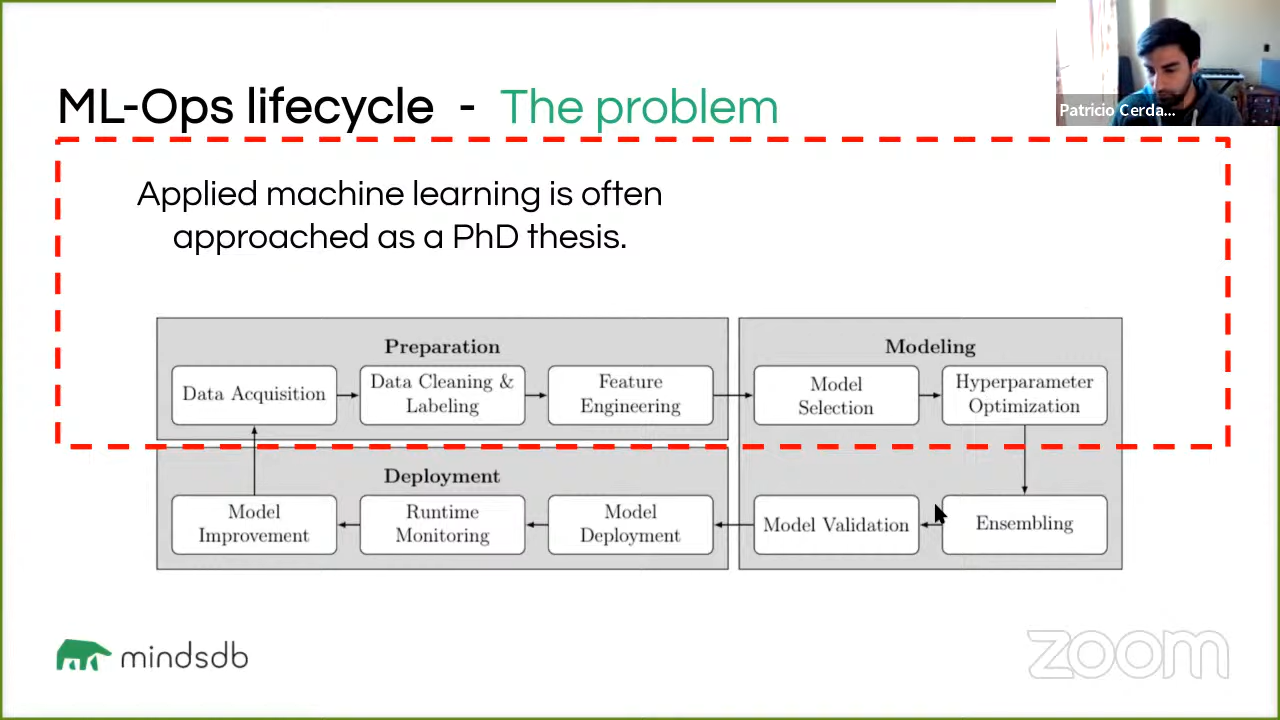 ML-Ops lifecycle - The problem
Patricio Cerda...
Applied machine learning is often
approached as a PhD thesis.
Preparation
Data Acquisition
Data Cleaning &
Labeling
Feature
Engineering
Modeling
Model
Selection
Hyperparameter
Optimization
Deployment
Model
Improvement
Runtime
Monitoring
Model
Deployment
Model Validation
Ensembling
mindsdb
zoom